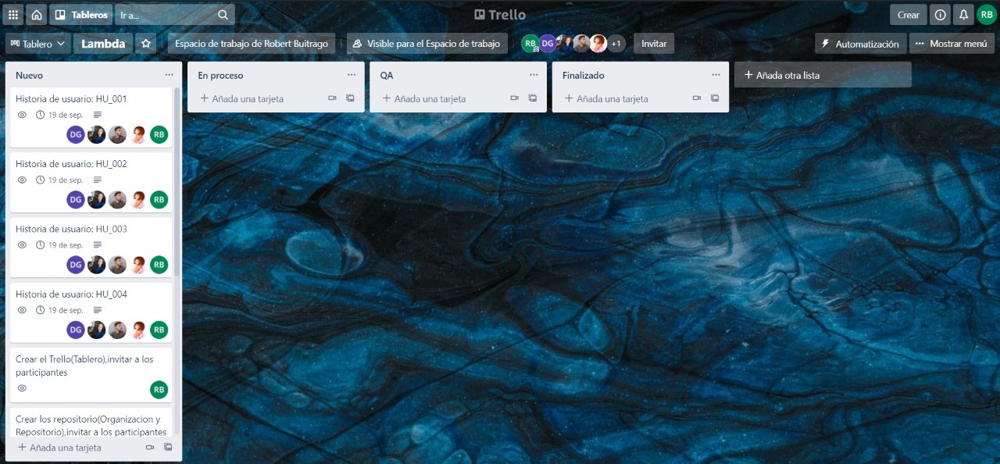 Tableros
Ir a...
Trello
Crear
RB
Tablero
Lambda
Espacio de trabajo de Robert Buitrago
Visible para el Espacio de trabajo
RB
DG
+1
Invitar
Automatización
Mostrar menú
Nuevo
Historia de usuario: HU_001
19 de sep.
DG
RB
Historia de usuario: HU_002
19 de sep.
DG
RB
Historia de usuario: HU_003
19 de sep.
DG
RB
Historia de usuario: HU_004
19 de sep.
DG
RB
Crear el Trello(Tablero),invitar a los
participantes
RB
Crear los repositorio(Organizacion y
Repositorio),invitar a los participantes
Añada una tarjeta
En proceso
Añada una tarjeta
QA
Añada una tarjeta
Finalizado
Añada una tarjeta
Añada otra lista